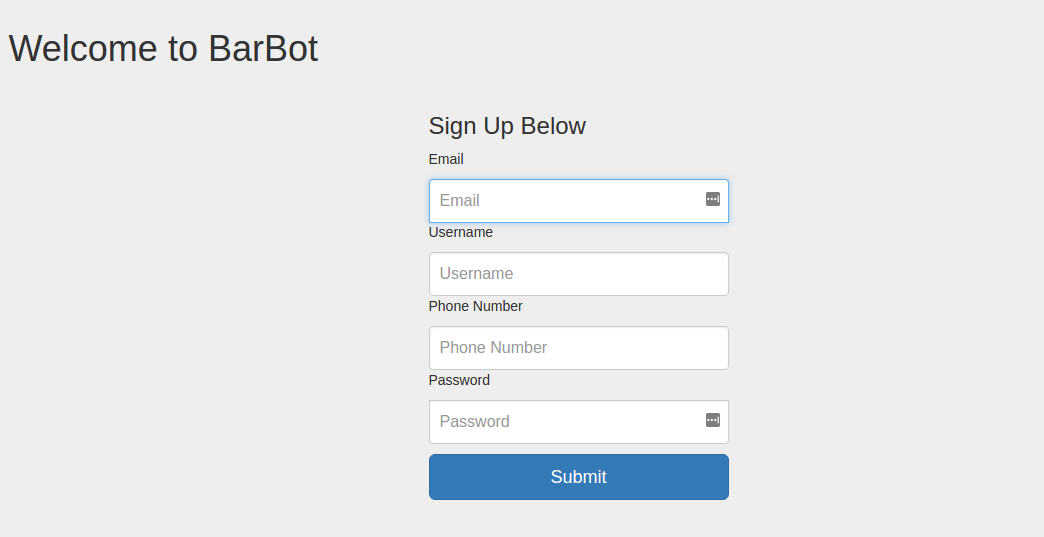 Welcome to BarBot
Sign Up Below
Email
Email
Username
Username
Phone Number
Phone Number
Password
Password
Submit